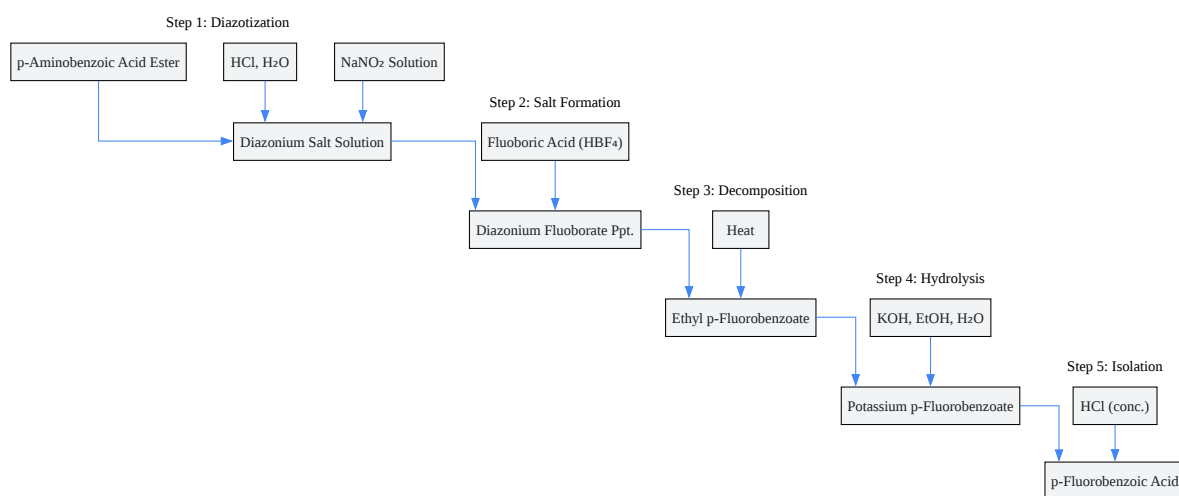 Step 1: Diazotization
p-Aminobenzoic Acid Ester
HCl, H₂O
NaNO₂ Solution
Step 2: Salt Formation
Diazonium Salt Solution
Fluoboric Acid (HBF₄)
Step 3: Decomposition
Diazonium Fluoborate Ppt.
Heat
Step 4: Hydrolysis
Ethyl p-Fluorobenzoate
KOH, EtOH, H₂O
Step 5: Isolation
Potassium p-Fluorobenzoate
HCl (conc.)
p-Fluorobenzoic Acid